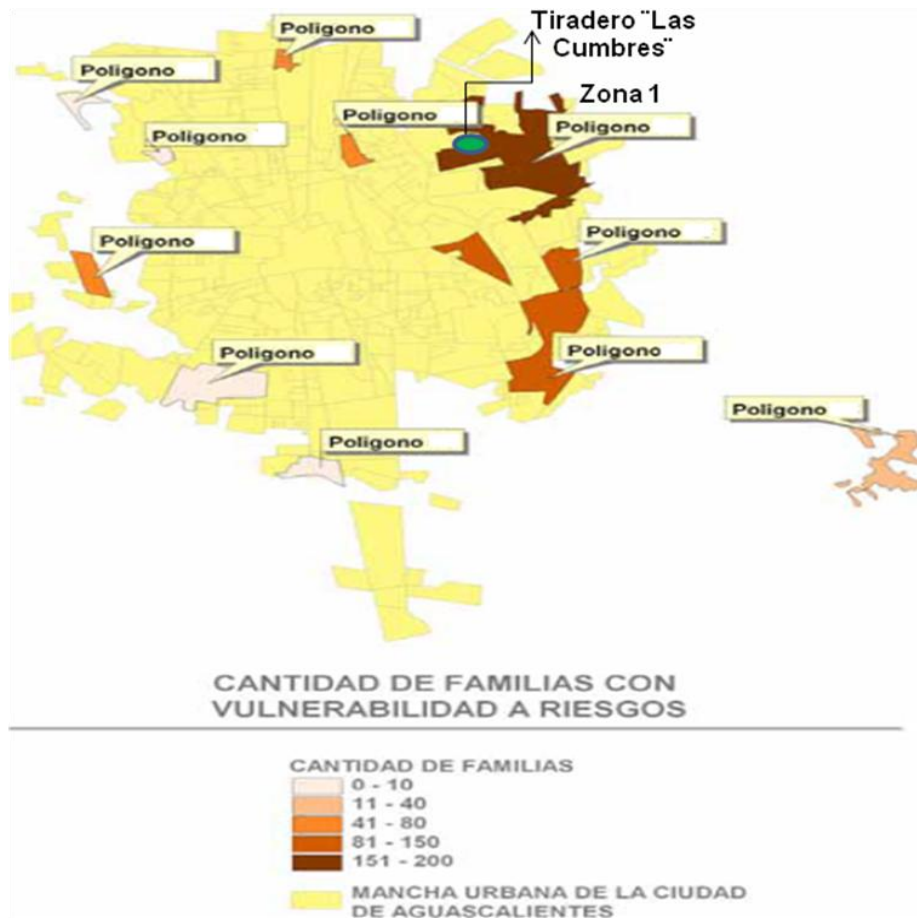 Tiradero ¨Las
Cumbres¨
Poligono
Poligono
Zona 1
Poligono
Poligono
Poligono
Poligono
Poligono
Poligono
Poligono
Poligono
Poligono
CANTIDAD DE FAMILIAS CON
VULNERABILIDAD A RIESGOS
CANTIDAD DE FAMILIAS
0 - 10
11 - 40
41 - 80
81 - 150
151 - 200
MANCHA URBANA DE LA CIUDAD
DE AGUASCALIENTES